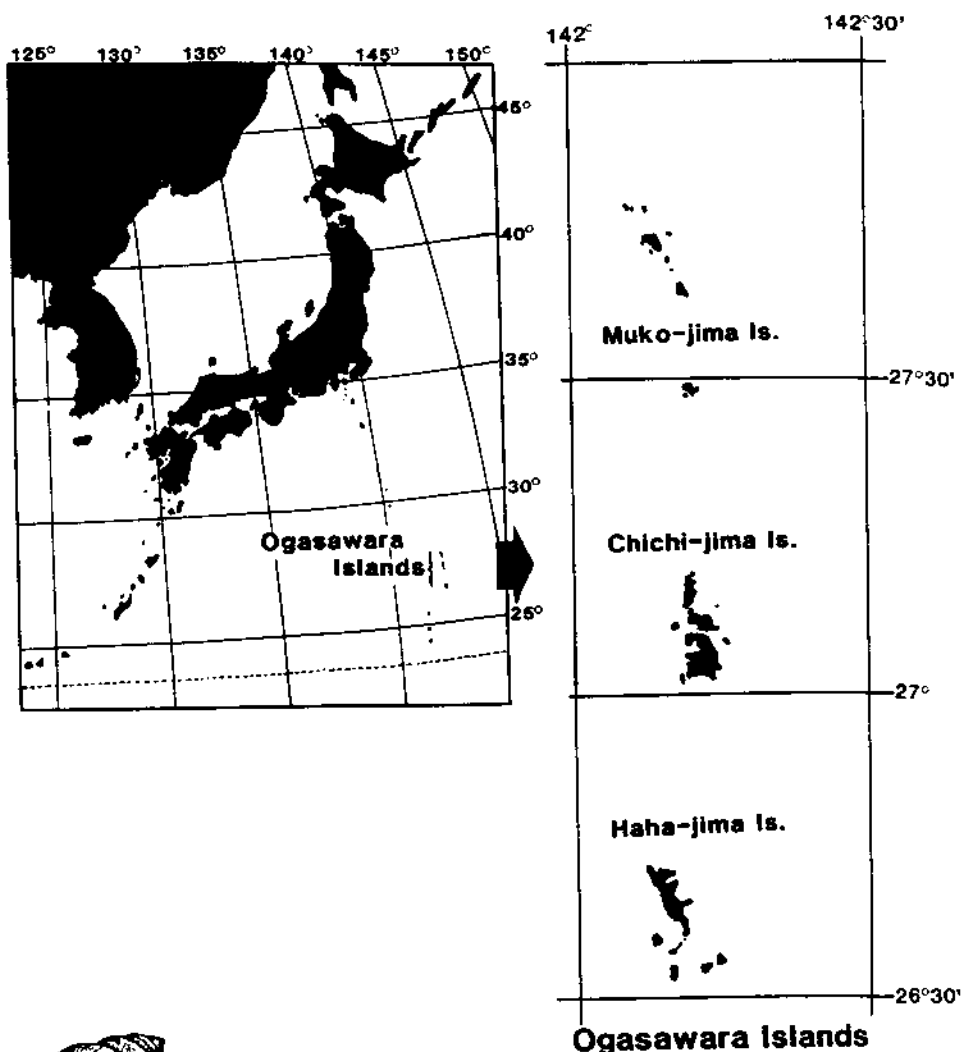 125° 130° 135° 140° 145° 150°
45°
40°
35°
30°
25°
Ogasawara
Islands
142° 142°30'
Muko-jima Is.
27°30'
Chichi-jima Is.
27°
Haha-jima Is.
26°30'
Ogasawara Islands